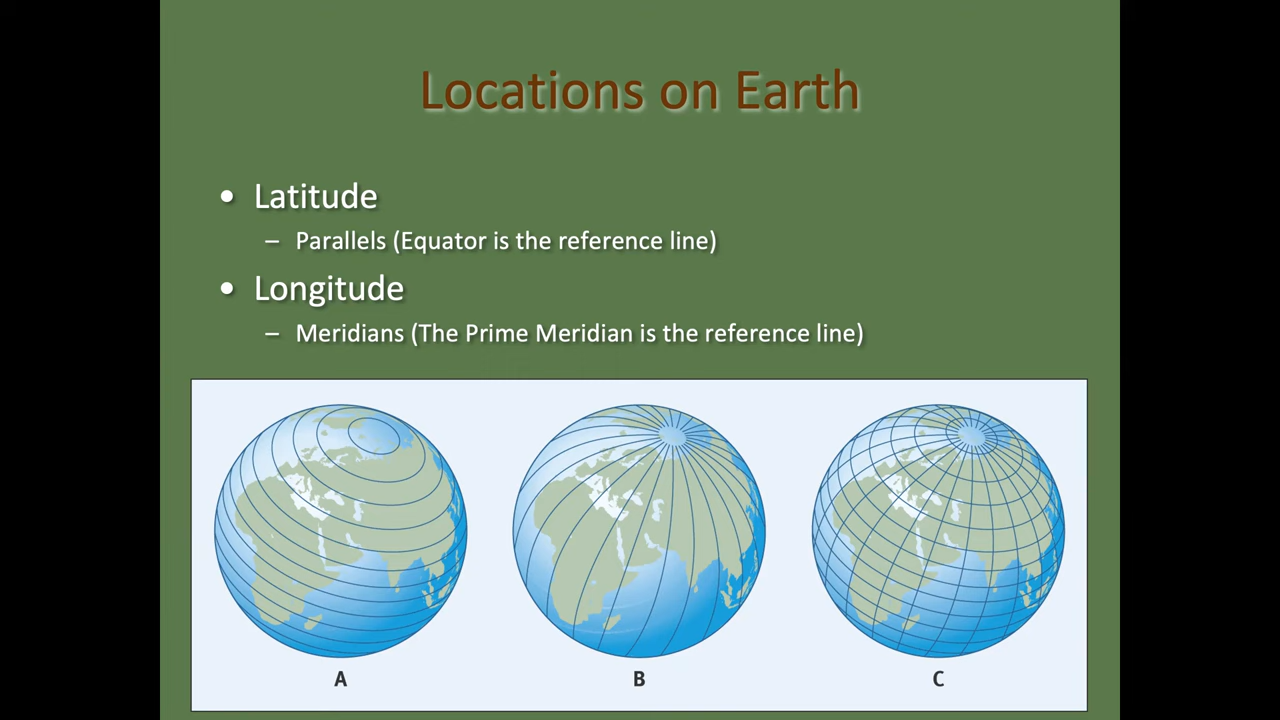 Locations on Earth
• Latitude
– Parallels (Equator is the reference line)
• Longitude
– Meridians (The Prime Meridian is the reference line)
A B C